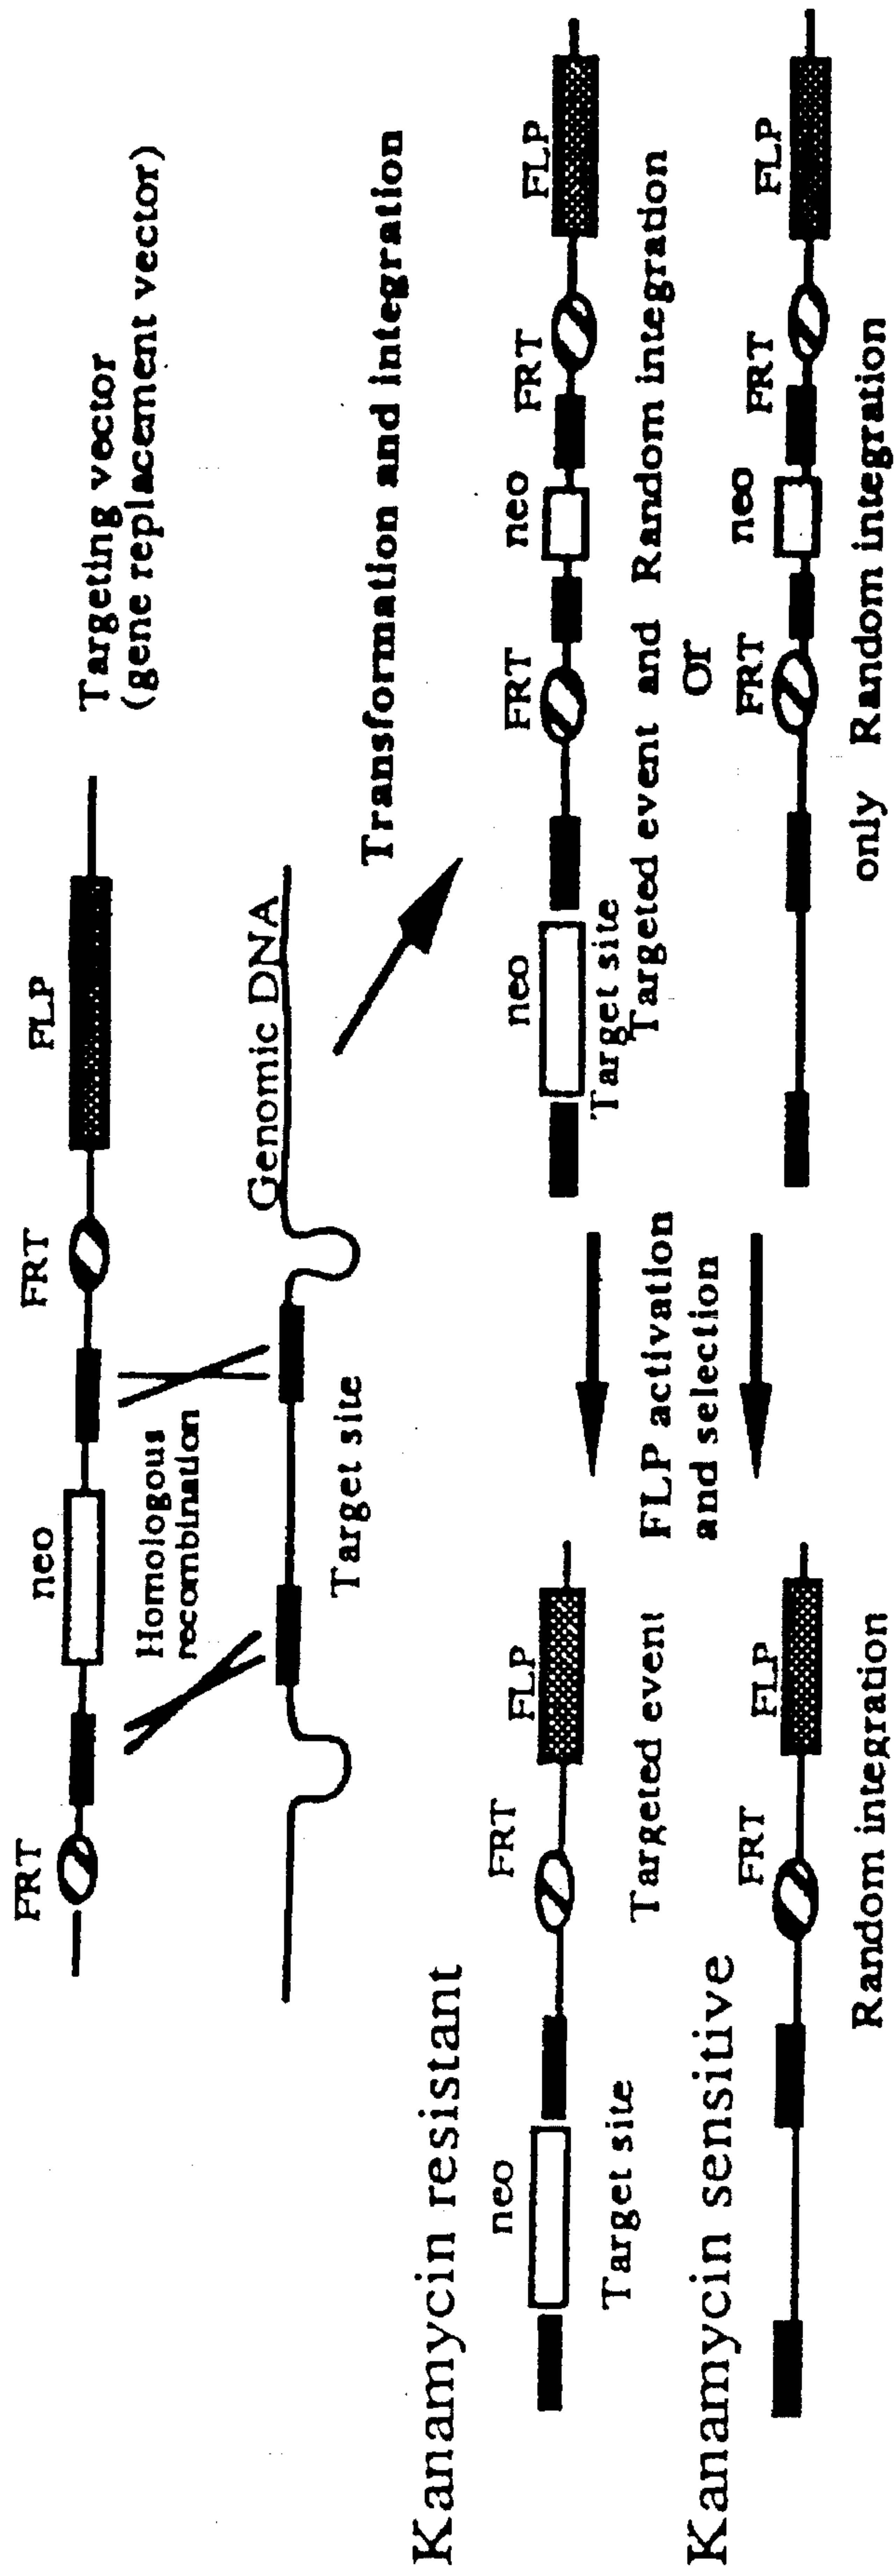 FRT
neo
FRT
FLP
Targeting vector
(gene replacement vector)
Homologous
recombination
Genomic DNA
Target site
Transformation and integration
Kanamycin resistant
neo
FRT
FLP
neo
FRT
neo
FRT
FLP
Target site
Targeted event
FLP activation
and selection
Target site
Targeted event and Random integration
or
Kanamycin sensitive
FRT
FLP
FRT
neo
FRT
FLP
Random integration
only Random integration